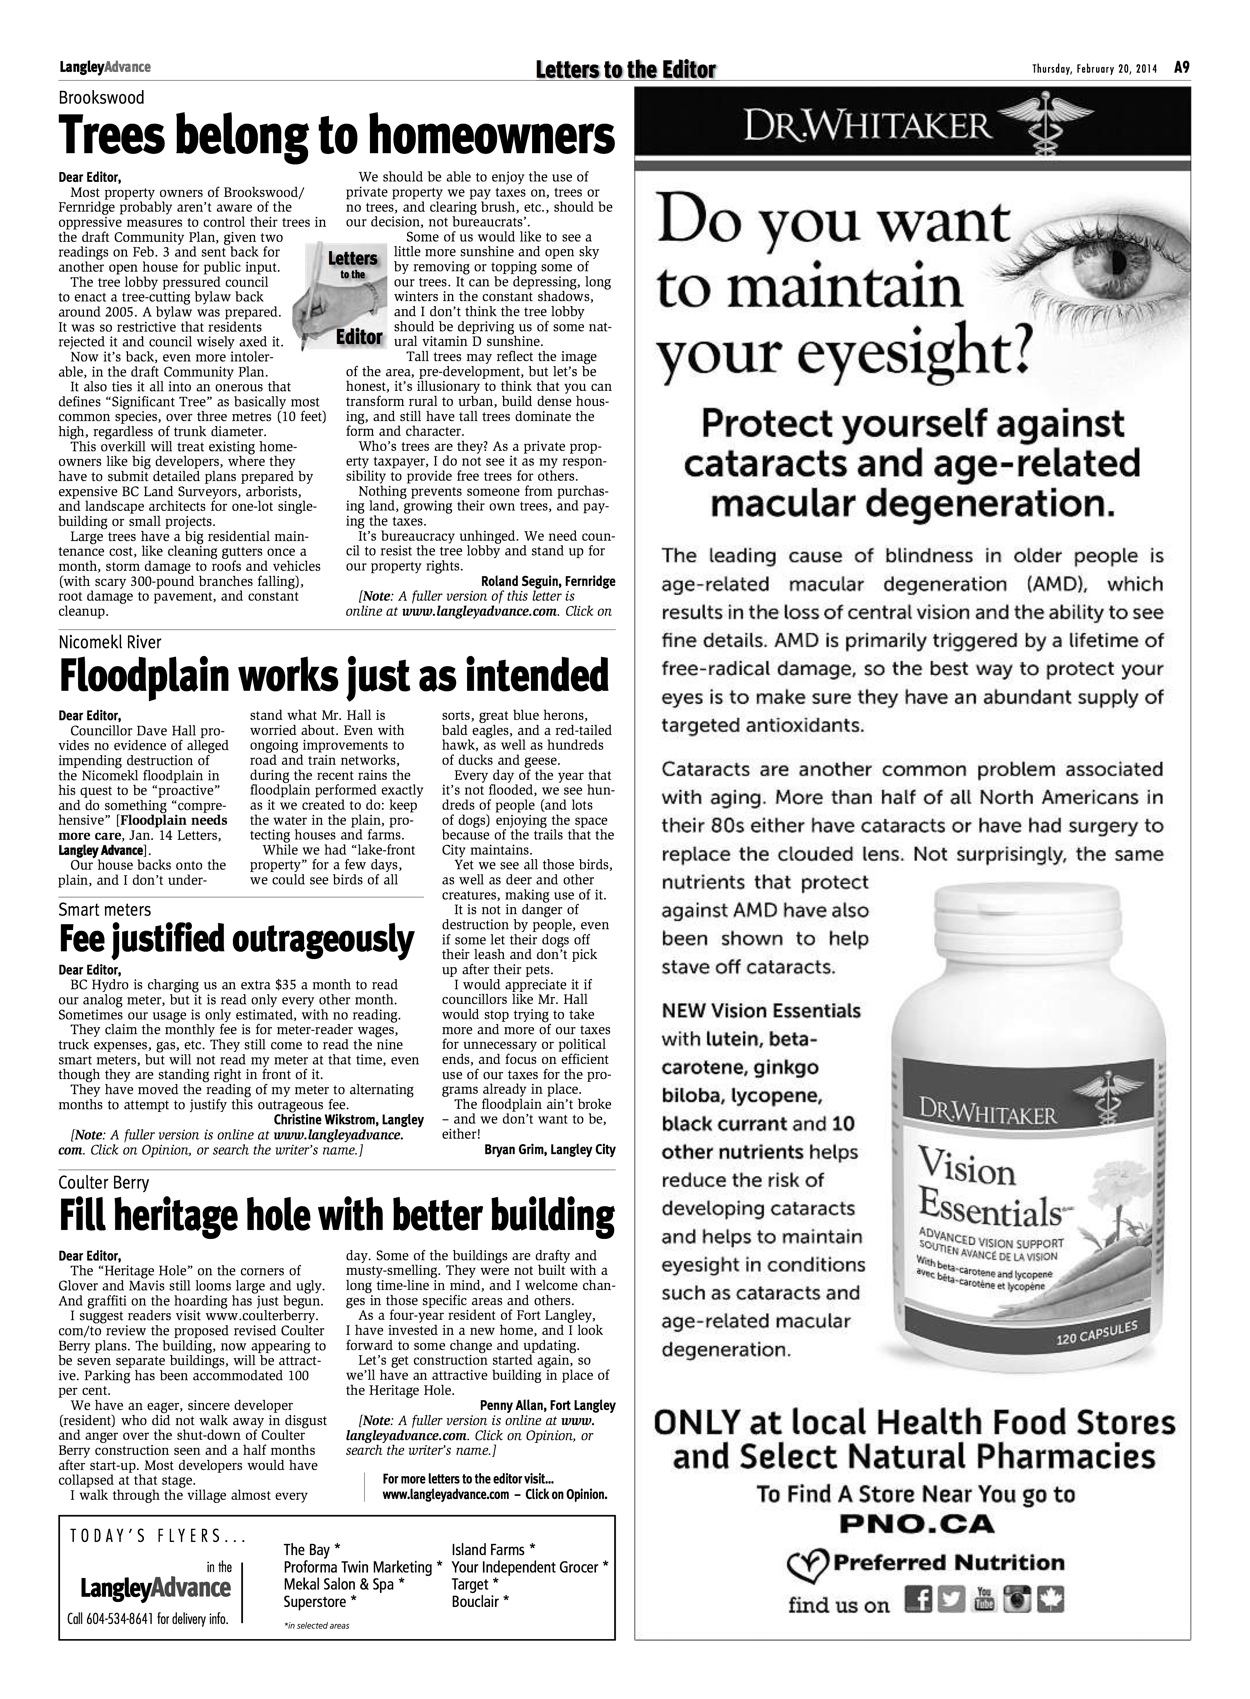 LangleyAdvance
Letters to the Editor
Thursday, February 20, 2014 A9
Brookswood
Trees belong to homeowners
Dear Editor,
Most property owners of Brookswood/
Fernridge probably aren't aware of the
oppressive measures to control their trees in
the draft Community Plan, given two
readings on Feb. 3 and sent back for
another open house for public input.
The tree lobby pressured council
to enact a tree-cutting bylaw back
around 2005. A bylaw was prepared.
It was so restrictive that residents
rejected it and council wisely axed it.
Now it's back, even more intoler-
able, in the draft Community Plan.
It also ties it all into an onerous that
defines "Significant Tree" as basically most
common species, over three metres (10 feet)
high, regardless of trunk diameter.
This overkill will treat existing home-
owners like big developers, where they
have to submit detailed plans prepared by
expensive BC Land Surveyors, arborists,
and landscape architects for one-lot single-
building or small projects.
Large trees have a big residential main-
tenance cost, like cleaning gutters once a
month, storm damage to roofs and vehicles
(with scary 300-pound branches falling),
root damage to pavement, and constant
cleanup.
Letters
to the
Editor
We should be able to enjoy the use of
private property we pay taxes on, trees or
no trees, and clearing brush, etc., should be
our decision, not bureaucrats'.
Some of us would like to see a
little more sunshine and open sky
by removing or topping some of
our trees. It can be depressing, long
winters in the constant shadows,
and I don't think the tree lobby
should be depriving us of some nat-
ural vitamin D sunshine.
Tall trees may reflect the image
of the area, pre-development, but let's be
honest, it's illusionary to think that you can
transform rural to urban, build dense hous-
ing, and still have tall trees dominate the
form and character.
Who's trees are they? As a private prop-
erty taxpayer, I do not see it as my respon-
sibility to provide free trees for others.
Nothing prevents someone from purchas-
ing land, growing their own trees, and pay-
ing the taxes.
It's bureaucracy unhinged. We need coun-
cil to resist the tree lobby and stand up for
our property rights.
Roland Seguin, Fernridge
[Note: A fuller version of this letter is
online at www.langleyadvance.com. Click on
Nicomekl River
Floodplain works just as intended
Dear Editor,
Councillor Dave Hall pro-
vides no evidence of alleged
impending destruction of
the Nicomekl floodplain in
his quest to be "proactive"
and do something "compre-
hensive" [Floodplain needs
more care, Jan. 14 Letters,
Langley Advance].
Our house backs onto the
plain, and I don't under-
stand what Mr. Hall is
worried about. Even with
ongoing improvements to
road and train networks,
during the recent rains the
floodplain performed exactly
as it we created to do: keep
the water in the plain, pro-
tecting houses and farms.
While we had "lake-front
property" for a few days,
we could see birds of all
sorts, great blue herons,
bald eagles, and a red-tailed
hawk, as well as hundreds
of ducks and geese.
Every day of the year that
it's not flooded, we see hun-
dreds of people (and lots
of dogs) enjoying the space
because of the trails that the
City maintains.
Yet we see all those birds,
as well as deer and other
creatures, making use of it.
It is not in danger of
destruction by people, even
if some let their dogs off
their leash and don't pick
up after their pets.
I would appreciate it if
councillors like Mr. Hall
would stop trying to take
more and more of our taxes
for unnecessary or political
ends, and focus on efficient
use of our taxes for the pro-
grams already in place.
The floodplain ain't broke
– and we don't want to be,
either!
Bryan Grim, Langley City
Smart meters
Fee justified outrageously
Dear Editor,
BC Hydro is charging us an extra $35 a month to read
our analog meter, but it is read only every other month.
Sometimes our usage is only estimated, with no reading.
They claim the monthly fee is for meter-reader wages,
truck expenses, gas, etc. They still come to read the nine
smart meters, but will not read my meter at that time, even
though they are standing right in front of it.
They have moved the reading of my meter to alternating
months to attempt to justify this outrageous fee.
Christine Wikstrom, Langley
[Note: A fuller version is online at www.langleyadvance.
com. Click on Opinion, or search the writer's name.]
Coulter Berry
Fill heritage hole with better building
Dear Editor,
The "Heritage Hole" on the corners of
Glover and Mavis still looms large and ugly.
And graffiti on the hoarding has just begun.
I suggest readers visit www.coulterberry.
com/to review the proposed revised Coulter
Berry plans. The building, now appearing to
be seven separate buildings, will be attract-
ive. Parking has been accommodated 100
per cent.
We have an eager, sincere developer
(resident) who did not walk away in disgust
and anger over the shut-down of Coulter
Berry construction seen and a half months
after start-up. Most developers would have
collapsed at that stage.
I walk through the village almost every
day. Some of the buildings are drafty and
musty-smelling. They were not built with a
long time-line in mind, and I welcome chan-
ges in those specific areas and others.
As a four-year resident of Fort Langley,
I have invested in a new home, and I look
forward to some change and updating.
Let's get construction started again, so
we'll have an attractive building in place of
the Heritage Hole.
Penny Allan, Fort Langley
[Note: A fuller version is online at www.
langleyadvance.com. Click on Opinion, or
search the writer's name.]
For more letters to the editor visit...
www.langleyadvance.com – Click on Opinion.
TODAY'S FLYERS...
in the
LangleyAdvance
Call 604-534-8641 for delivery info.
The Bay *
Proforma Twin Marketing *
Mekal Salon & Spa *
Superstore *
*in selected areas
Island Farms *
Your Independent Grocer *
Target *
Bouclair *
DR.WHITAKER
Do you want
to maintain
your eyesight?
Protect yourself against
cataracts and age-related
macular degeneration.
The leading cause of blindness in older people is
age-related macular degeneration (AMD), which
results in the loss of central vision and the ability to see
fine details. AMD is primarily triggered by a lifetime of
free-radical damage, so the best way to protect your
eyes is to make sure they have an abundant supply of
targeted antioxidants.
Cataracts are another common problem associated
with aging. More than half of all North Americans in
their 80s either have cataracts or have had surgery to
replace the clouded lens. Not surprisingly, the same
nutrients that protect
against AMD have also
been shown to help
stave off cataracts.
NEW Vision Essentials
with lutein, beta-
carotene, ginkgo
biloba, lycopene,
black currant and 10
other nutrients helps
reduce the risk of
developing cataracts
and helps to maintain
eyesight in conditions
such as cataracts and
age-related macular
degeneration.
DR.WHITAKER
Vision
Essentials
ADVANCED VISION SUPPORT
SOUTIEN AVANCÉ DE LA VISION
With beta-carotene and lycopene
avec bêta-carotène et lycopène
120 CAPSULES
ONLY at local Health Food Stores
and Select Natural Pharmacies
To Find A Store Near You go to
PNO.CA
Preferred Nutrition
find us on
f
You
Tube